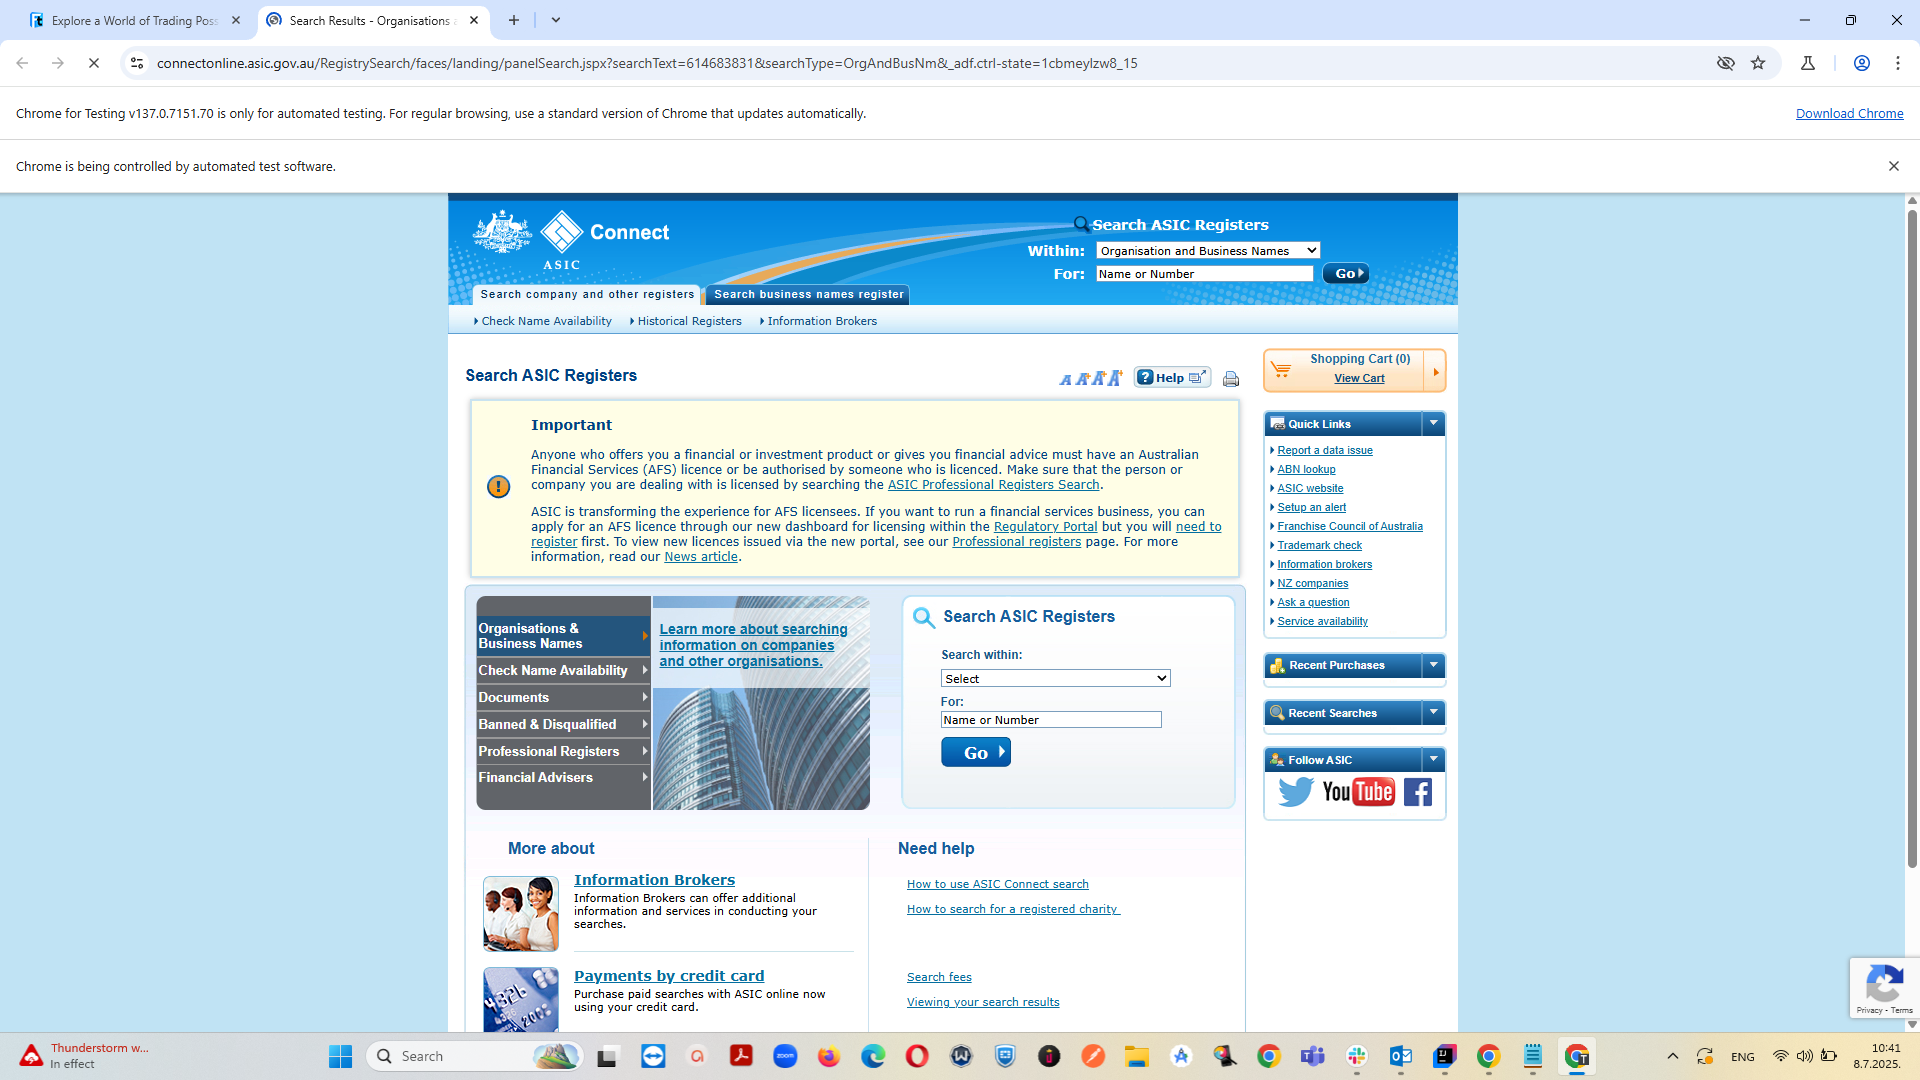 Explore a World of Trading Poss
Search Results - Organisations a
connectonline.asic.gov.au/RegistrySearch/faces/landing/panelSearch.jspx?searchText=614683831&searchType=OrgAndBusNm&_adf.ctrl-state=1cbmeylzw8_15
Chrome for Testing v137.0.7151.70 is only for automated testing. For regular browsing, use a standard version of Chrome that updates automatically.
Download Chrome
Chrome is being controlled by automated test software.
Connect
ASIC
Search ASIC Registers
Within:
Organisation and Business Names
For:
Name or Number
Go
Search company and other registers
Search business names register
Check Name Availability
Historical Registers
Information Brokers
Search ASIC Registers
A A+ A+ A+
Help
Shopping Cart (0)
View Cart
Important
Anyone who offers you a financial or investment product or gives you financial advice must have an Australian
Financial Services (AFS) licence or be authorised by someone who is licenced. Make sure that the person or
company you are dealing with is licensed by searching the ASIC Professional Registers Search.
ASIC is transforming the experience for AFS licensees. If you want to run a financial services business, you can
apply for an AFS licence through our new dashboard for licensing within the Regulatory Portal but you will need to
register first. To view new licences issued via the new portal, see our Professional registers page. For more
information, read our News article.
Quick Links
Report a data issue
ABN lookup
ASIC website
Setup an alert
Franchise Council of Australia
Trademark check
Information brokers
NZ companies
Ask a question
Service availability
Recent Purchases
Recent Searches
Follow ASIC
You Tube
Organisations &
Business Names
Check Name Availability
Documents
Banned & Disqualified
Professional Registers
Financial Advisers
Learn more about searching
information on companies
and other organisations.
Search ASIC Registers
Search within:
Select
For:
Name or Number
Go
More about
Information Brokers
Information Brokers can offer additional
information and services in conducting your
searches.
Payments by credit card
Purchase paid searches with ASIC online now
using your credit card.
Need help
How to use ASIC Connect search
How to search for a registered charity
Search fees
Viewing your search results
Privacy - Terms
Thunderstorm w...
In effect
Search
zoom
ENG
10:41
8.7.2025.